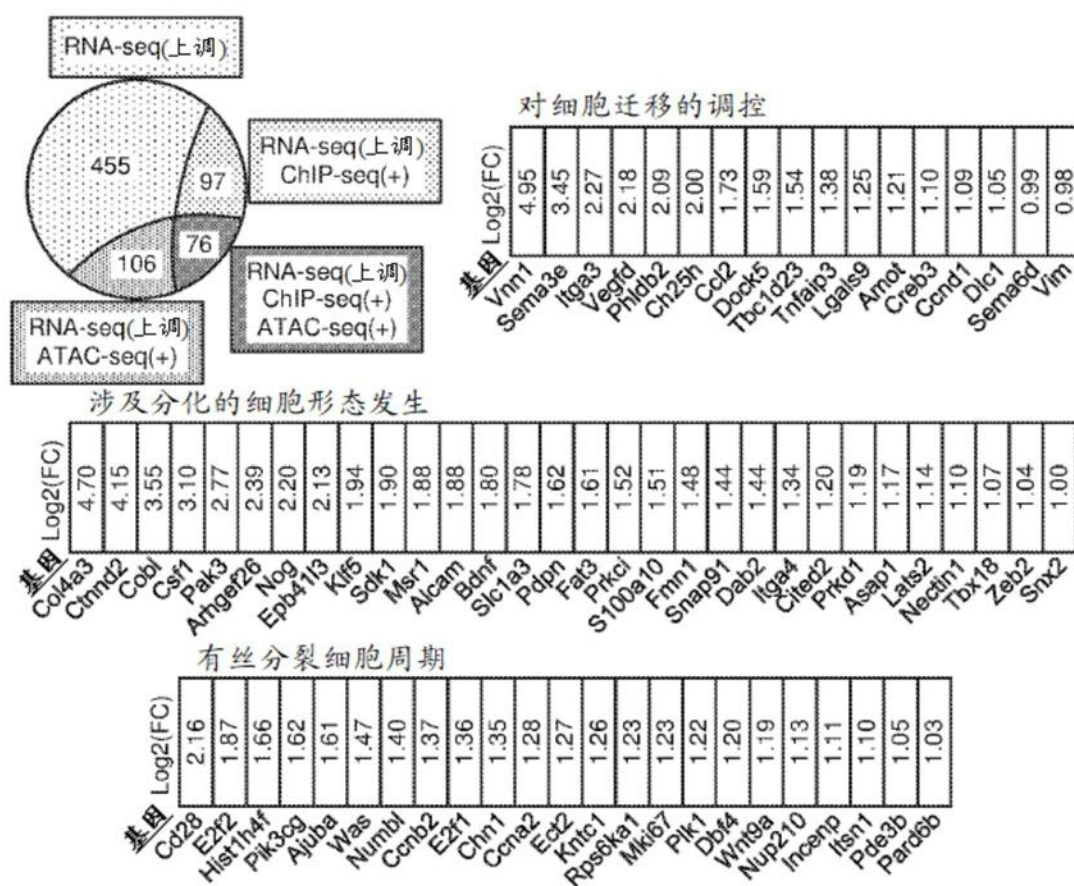 RNA-seq(上调)
455
97
RNA-seq(上调)
ChIP-seq(+)
76
106
RNA-seq(上调)
ChIP-seq(+)
ATAC-seq(+)
RNA-seq(上调)
ATAC-seq(+)
对细胞迁移的调控
Log2(FC) 4.95 3.45 2.27 2.18 2.09 2.00 1.73 1.59 1.54 1.38 1.25 1.21 1.10 1.09 1.05 0.99 0.98
基因 Vnn1 Sema3e Itga3 Vegfd Phldb2 Ch25h Ccl2 Dock5 Tbc1d23 Tnfaip3 Lgals9 Amot Creb3 Ccnd1 Dlc1 Sema6d Vim
涉及分化的细胞形态发生
Log2(FC) 4.70 4.15 3.55 3.10 2.77 2.39 2.20 2.13 1.94 1.90 1.88 1.88 1.80 1.78 1.62 1.61 1.52 1.51 1.48 1.44 1.44 1.34 1.20 1.19 1.17 1.14 1.10 1.07 1.04 1.00
基因 Col4a3 Ctnnd2 Cobl Csf1 Pak3 Arhgef26 Nog Epb41l3 Klf5 Sdk1 Msr1 Alcam Bdnf Slc1a3 Pdpn Fat3 Prkci S100a10 Fmn1 Snap91 Dab2 Itga4 Cited2 Prkd1 Asap1 Lats2 Nectin1 Tbx18 Zeb2 Snx2
有丝分裂细胞周期
Log2(FC) 2.16 1.87 1.66 1.62 1.61 1.47 1.40 1.37 1.36 1.35 1.28 1.27 1.26 1.23 1.23 1.22 1.20 1.19 1.13 1.11 1.10 1.05 1.03
基因 Cd28 E2f2 Hist1h4f Pik3cg Ajuba Was Numbl Ccnb2 E2f1 Chn1 Ccna2 Ect2 Kntc1 Rps6ka1 Mki67 Plk1 Dbf4 Wnt9a Nup210 Incenp Itsn1 Pde3b Pard6b